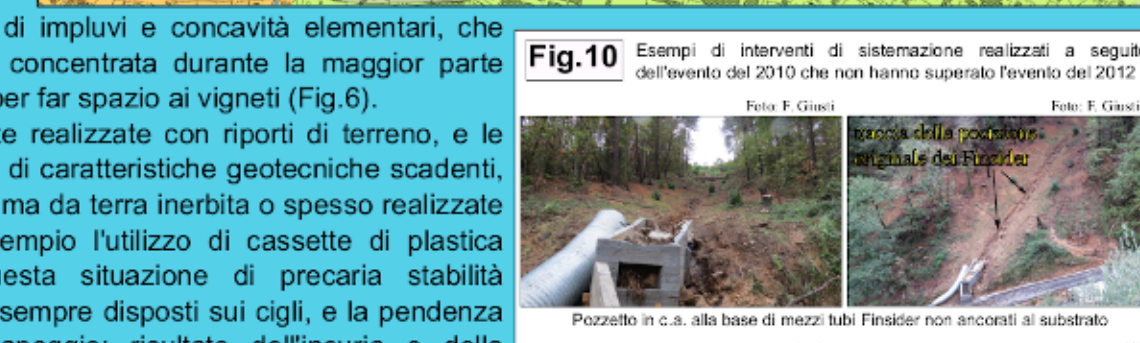 di impluvi e concavità elementari, che
concentrata durante la maggior parte
per far spazio ai vigneti (Fig.6).
te realizzate con riporti di terreno, e le
di caratteristiche geotecniche scadenti,
ma da terra inerbita o spesso realizzate
empio l'utilizzo di cassette di plastica
uesta situazione di precaria stabilità
sempre disposti sui cigli, e la pendenza
risultato dell'incuria e della
Fig.10
Esempi di interventi di sistemazione realizzati a seguito
dell'evento del 2010 che non hanno superato l'evento del 2012
Foto: F. Giusti
Foto: F. Giusti
traccia della posizione
originale dei Finsider
Pozzetto in c.a. alla base di mezzi tubi Finsider non ancorati al substrato